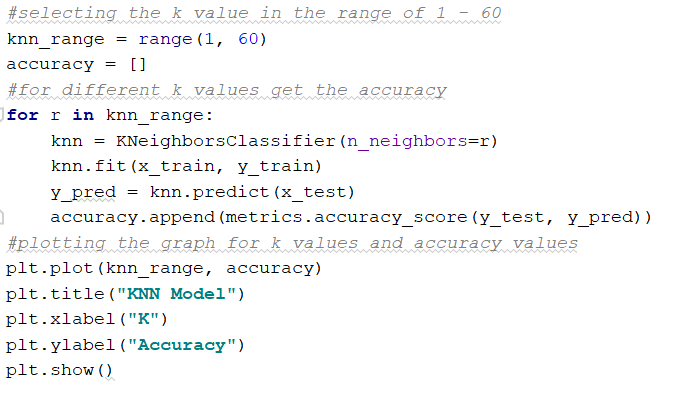 #selecting the k value in the range of 1 - 60
knn_range = range(1, 60)
accuracy = []
#for different k values get the accuracy
for r in knn_range:
    knn = KNeighborsClassifier(n_neighbors=r)
    knn.fit(x_train, y_train)
    y_pred = knn.predict(x_test)
    accuracy.append(metrics.accuracy_score(y_test, y_pred))
#plotting the graph for k values and accuracy values
plt.plot(knn_range, accuracy)
plt.title("KNN Model")
plt.xlabel("K")
plt.ylabel("Accuracy")
plt.show()